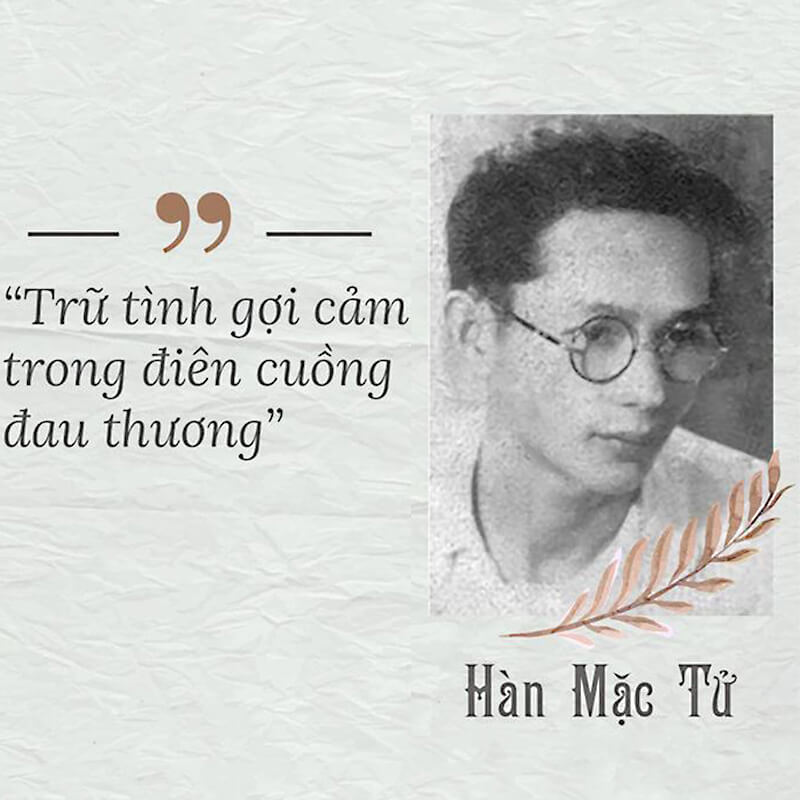 “Trữ tình gợi cảm
trong điên cuồng
đau thương”
Hàn Mặc Tử